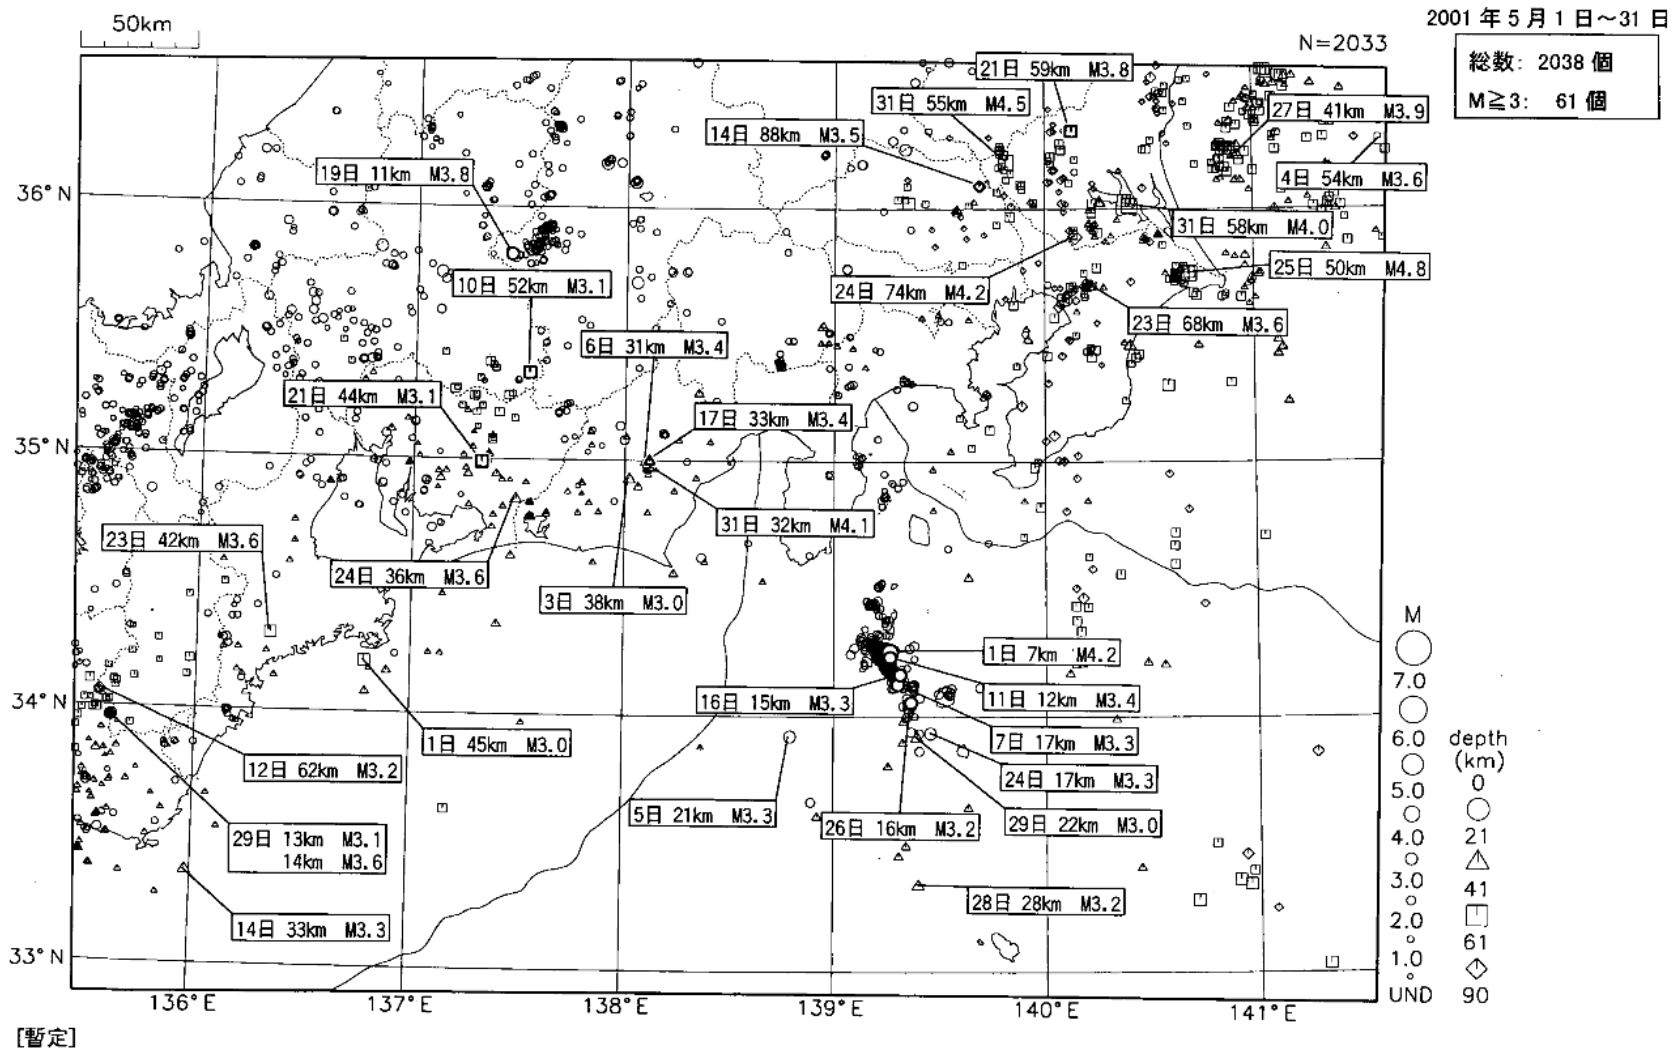 2001年5月1日～31日
50km
N=2033
総数: 2038 個
M≧3: 61 個
21日 59km M3.8
31日 55km M4.5
27日 41km M3.9
14日 88km M3.5
19日 11km M3.8
4日 54km M3.6
36°N
31日 58km M4.0
25日 50km M4.8
10日 52km M3.1
24日 74km M4.2
23日 68km M3.6
6日 31km M3.4
21日 44km M3.1
17日 33km M3.4
35°N
31日 32km M4.1
23日 42km M3.6
24日 36km M3.6
3日 38km M3.0
1日 7km M4.2
16日 15km M3.3
11日 12km M3.4
34°N
1日 45km M3.0
7日 17km M3.3
12日 62km M3.2
24日 17km M3.3
5日 21km M3.3
26日 16km M3.2
29日 22km M3.0
29日 13km M3.1
14km M3.6
28日 28km M3.2
14日 33km M3.3
33°N
136°E
137°E
138°E
139°E
140°E
141°E
M
7.0
6.0
5.0
4.0
3.0
2.0
1.0
UND
depth
(km)
0
21
41
61
90
[暫定]